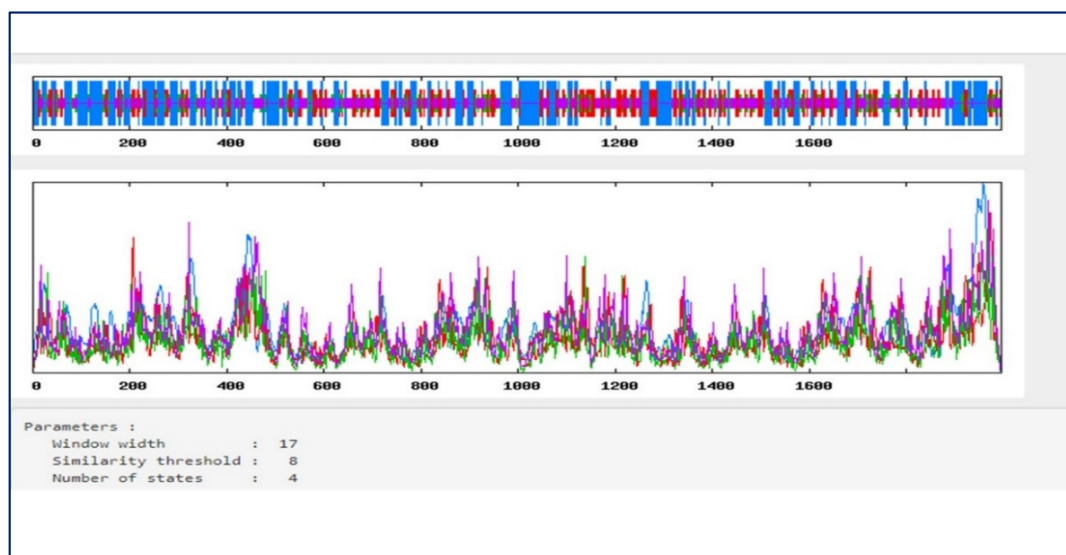 0 200 400 600 800 1000 1200 1400 1600
0 200 400 600 800 1000 1200 1400 1600
Parameters :
Window width : 17
Similarity threshold : 8
Number of states : 4